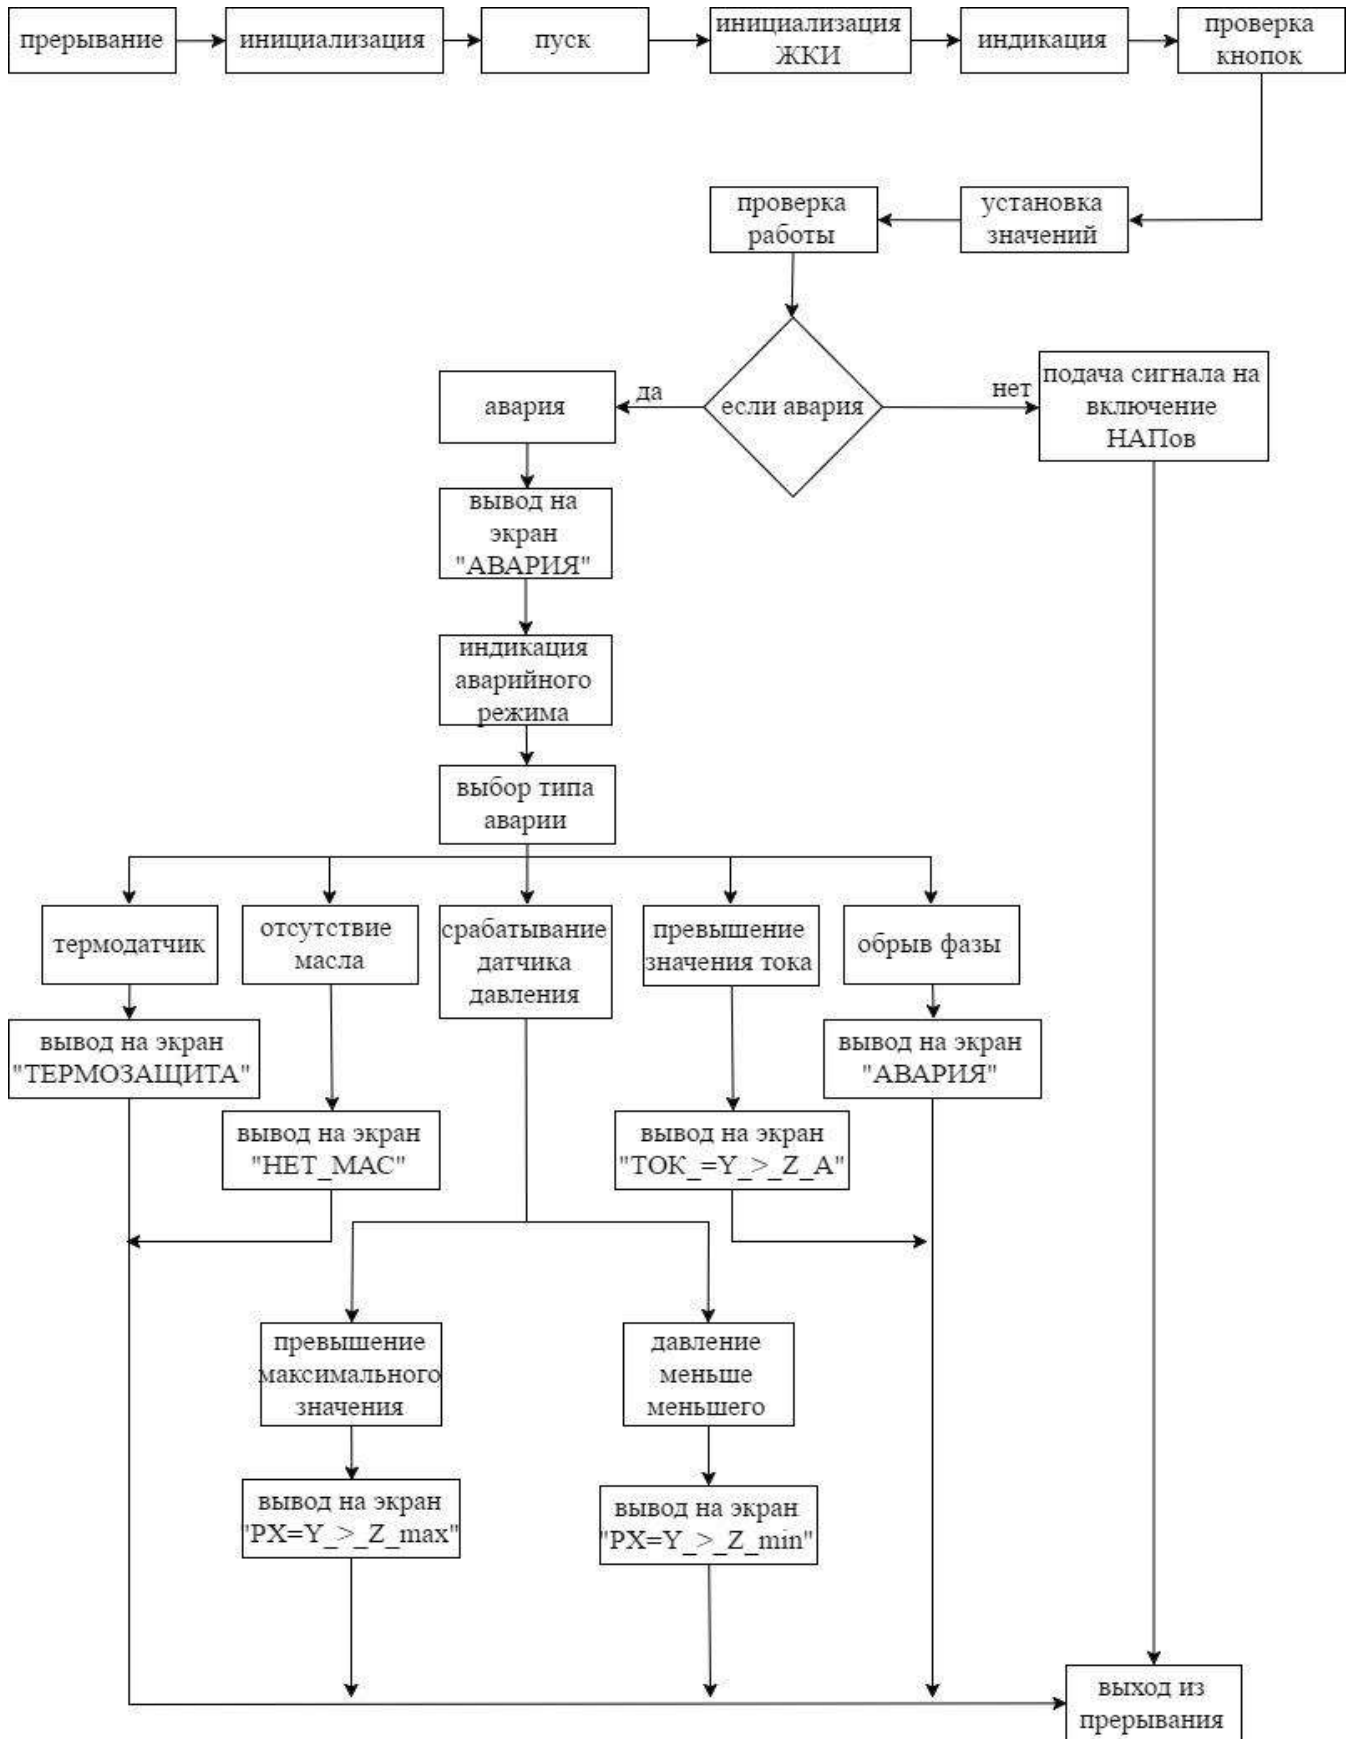 прерывание
инициализация
пуск
инициализация
ЖКИ
индикация
проверка
кнопок
проверка
работы
установка
значений
авария
да
если авария
нет
подача сигнала на
включение
НАПов
вывод на
экран
"АВАРИЯ"
индикация
аварийного
режима
выбор типа
аварии
термодатчик
отсутствие
масла
срабатывание
датчика
давления
превышение
значения тока
обрыв фазы
вывод на экран
"ТЕРМОЗАЩИТА"
вывод на экран
"АВАРИЯ"
вывод на экран
"НЕТ_МАС"
вывод на экран
"ТОК_=Y_>_Z_A"
превышение
максимального
значения
давление
меньше
меньшего
вывод на экран
"PX=Y_>_Z_max"
вывод на экран
"PX=Y_>_Z_min"
выход из
прерывания